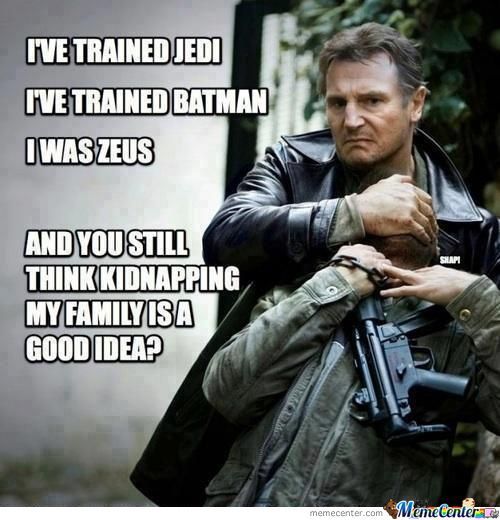 I'VE TRAINED JEDI
I'VE TRAINED BATMAN
I WAS ZEUS
AND YOU STILL
THINK KIDNAPPING
MY FAMILY IS A
GOOD IDEA?
SNAP!
memecenter.com MemeCenter